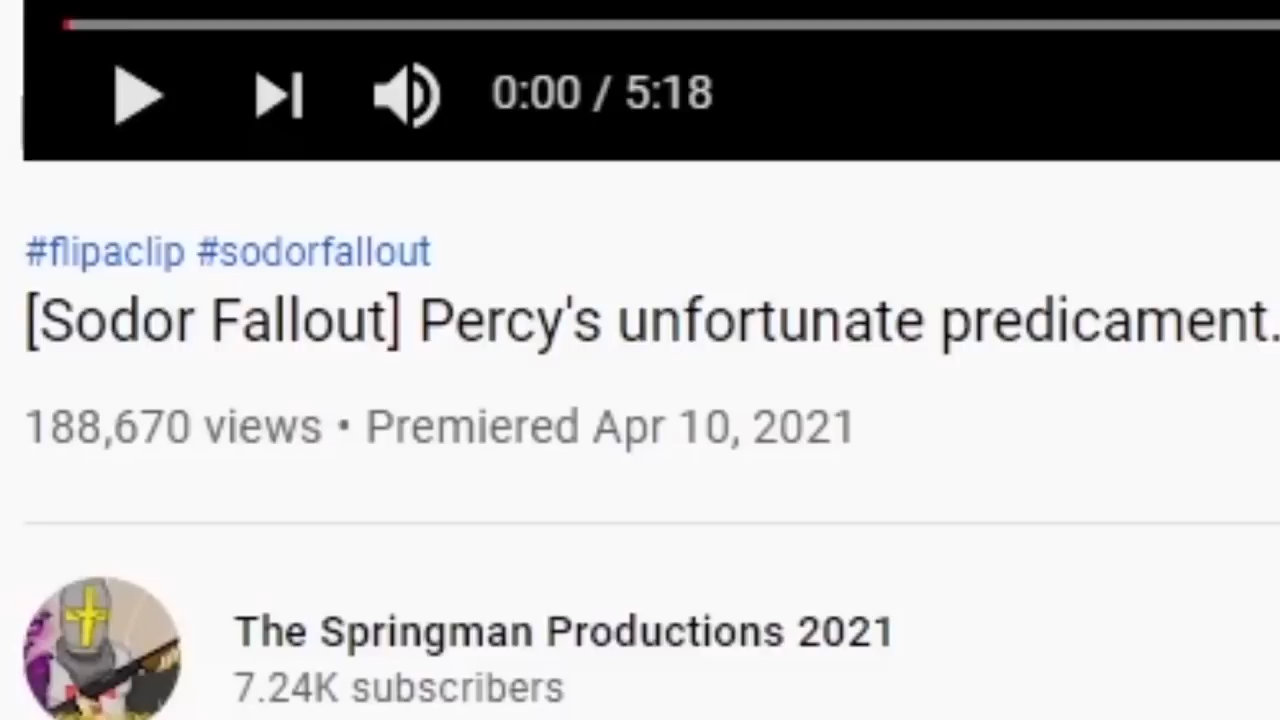 0:00 / 5:18
#flipaclip #sodorfallout
[Sodor Fallout] Percy's unfortunate predicament.
188,670 views • Premiered Apr 10, 2021
The Springman Productions 2021
7.24K subscribers